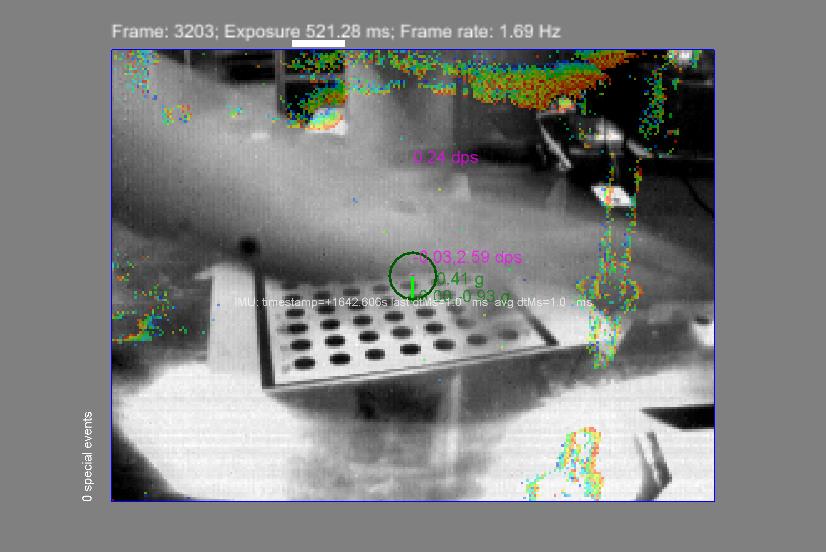 Frame: 3203; Exposure 521.28 ms; Frame rate: 1.69 Hz
0.24 dps
0.03,2.59 dps
0.41 g
IMU: timestamp=+1642.606s last dtMs=1.0 ms avg dtMs=1.0 ms
0 special events